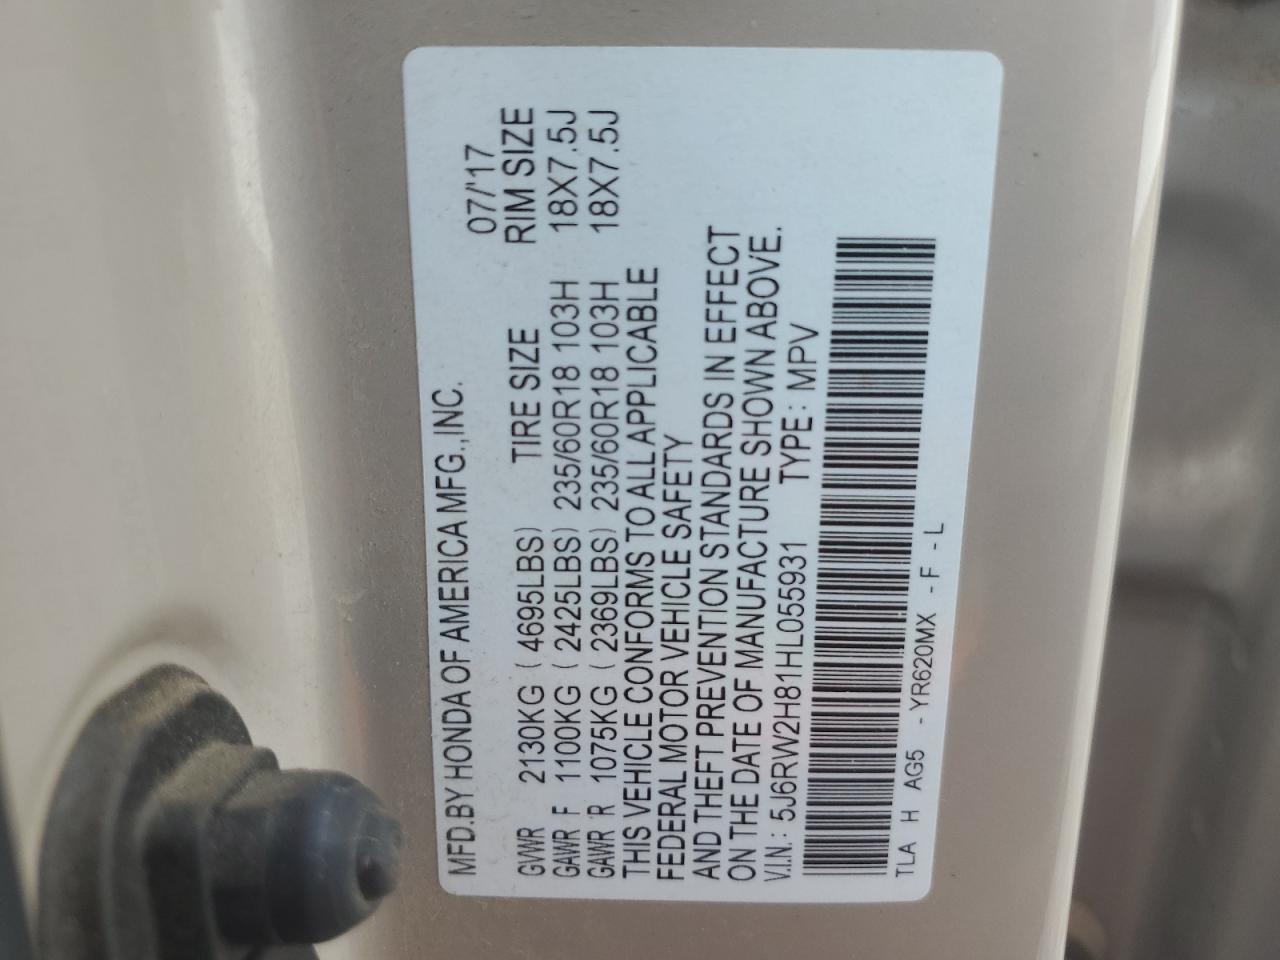 MFD.BY HONDA OF AMERICA MFG.,INC.
07/'17
GVWR 2130KG ( 4695LBS) TIRE SIZE RIM SIZE
GAWR F 1100KG ( 2425LBS) 235/60R18 103H 18X7.5J
GAWR R 1075KG ( 2369LBS) 235/60R18 103H 18X7.5J
THIS VEHICLE CONFORMS TO ALL APPLICABLE
FEDERAL MOTOR VEHICLE SAFETY
AND THEFT PREVENTION STANDARDS IN EFFECT
ON THE DATE OF MANUFACTURE SHOWN ABOVE.
V.I.N.: 5J6RW2H81HL055931 TYPE: MPV
TLA H AG5 - YR620MX - F - L